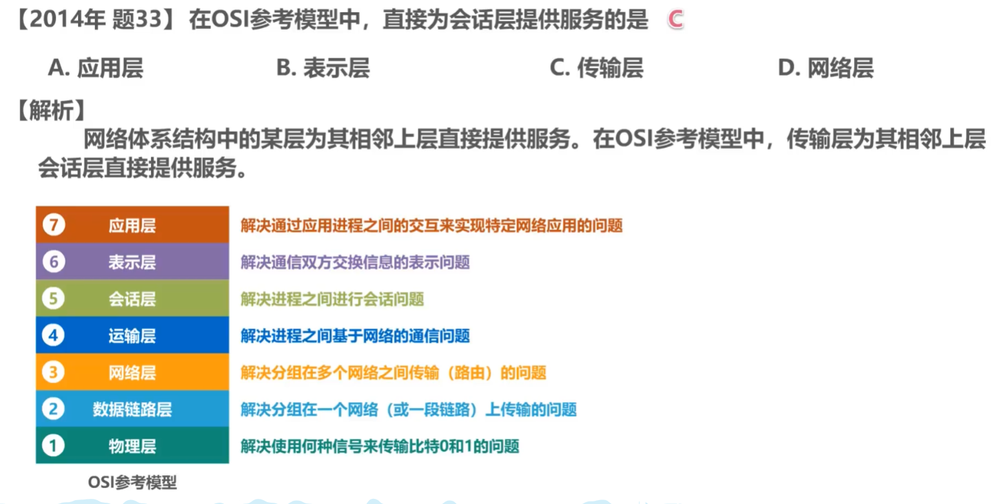 【2014年 题33】在OSI参考模型中，直接为会话层提供服务的是 C
A. 应用层 B. 表示层 C. 传输层 D. 网络层
【解析】
网络体系结构中的某层为其相邻上层直接提供服务。在OSI参考模型中，传输层为其相邻上层
会话层直接提供服务。
7 应用层 解决通过应用进程之间的交互来实现特定网络应用的问题
6 表示层 解决通信双方交换信息的表示问题
5 会话层 解决进程之间进行会话问题
4 运输层 解决进程之间基于网络的通信问题
3 网络层 解决分组在多个网络之间传输（路由）的问题
2 数据链路层 解决分组在一个网络（或一段链路）上传输的问题
1 物理层 解决使用何种信号来传输比特0和1的问题
OSI参考模型